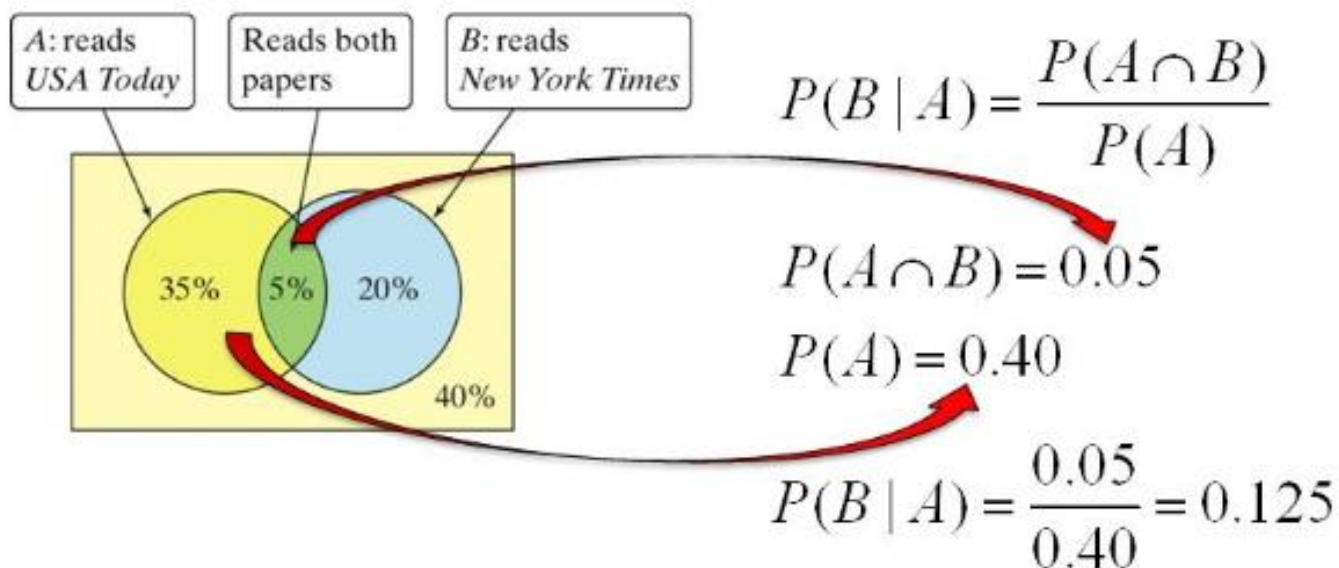 A: reads
USA Today
Reads both
papers
B: reads
New York Times
35%
5%
20%
40%
P(B | A) = P(A ∩ B) / P(A)
P(A ∩ B) = 0.05
P(A) = 0.40
P(B | A) = 0.05 / 0.40 = 0.125